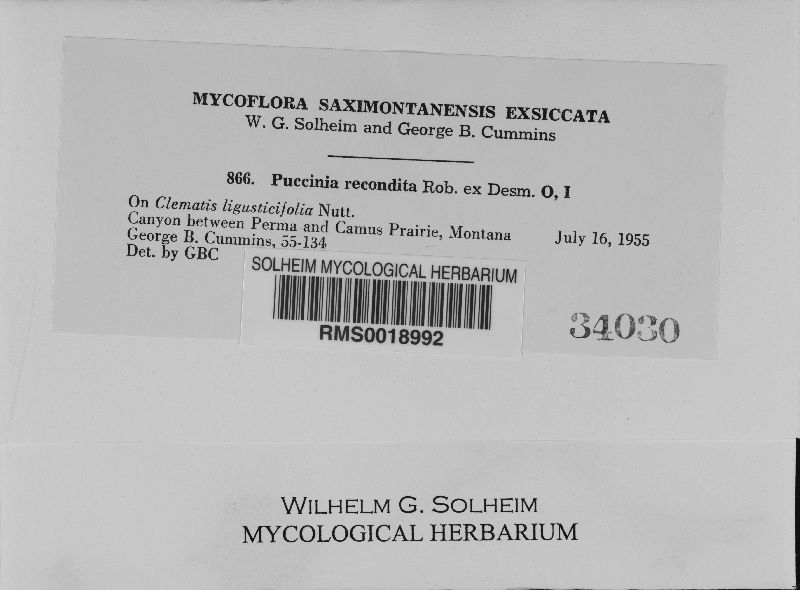 MYCOFLORA SAXIMONTANENSIS EXSICCATA
W. G. Solheim and George B. Cummins
866. Puccinia recondita Rob. ex Desm. O, I
On Clematis ligusticifolia Nutt.
Canyon between Perma and Camus Prairie, Montana July 16, 1955
George B. Cummins, 55-134
Det. by GBC
SOLHEIM MYCOLOGICAL HERBARIUM
RMS0018992
34030
WILHELM G. SOLHEIM
MYCOLOGICAL HERBARIUM